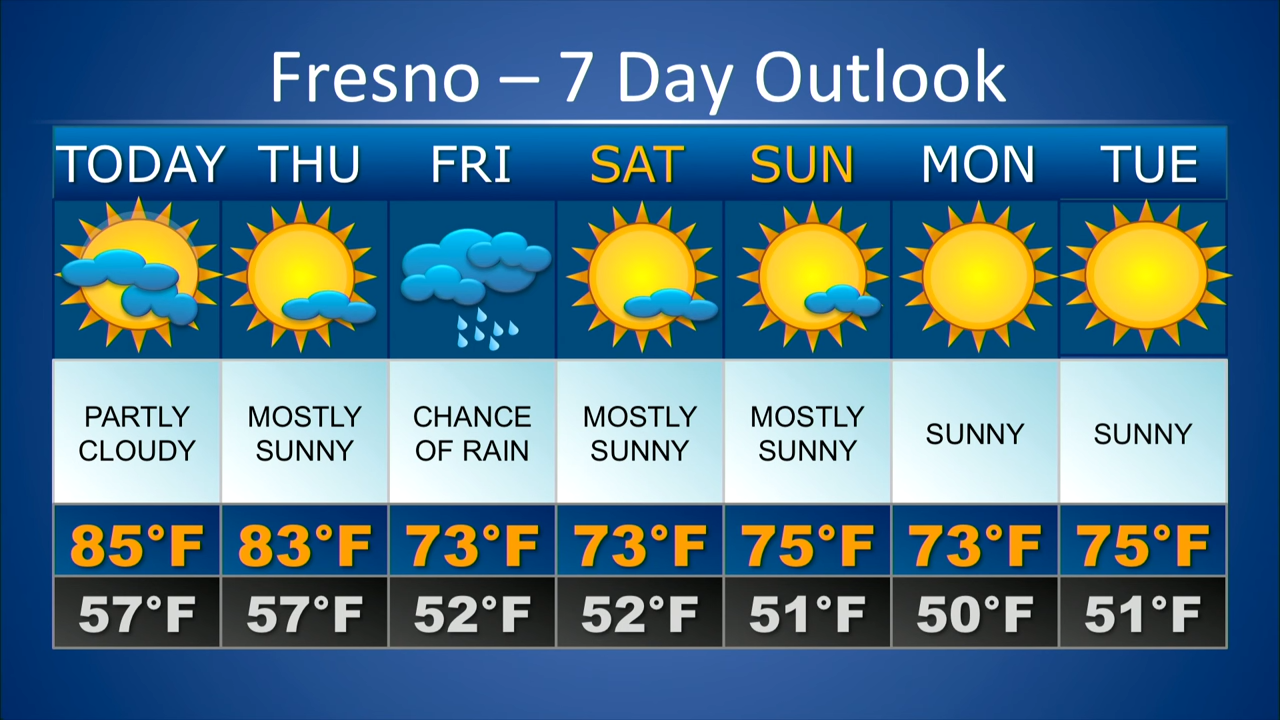 Fresno – 7 Day Outlook
TODAY THU FRI SAT SUN MON TUE
PARTLY CLOUDY
MOSTLY SUNNY
CHANCE OF RAIN
MOSTLY SUNNY
MOSTLY SUNNY
SUNNY
SUNNY
85°F 83°F 73°F 73°F 75°F 73°F 75°F
57°F 57°F 52°F 52°F 51°F 50°F 51°F